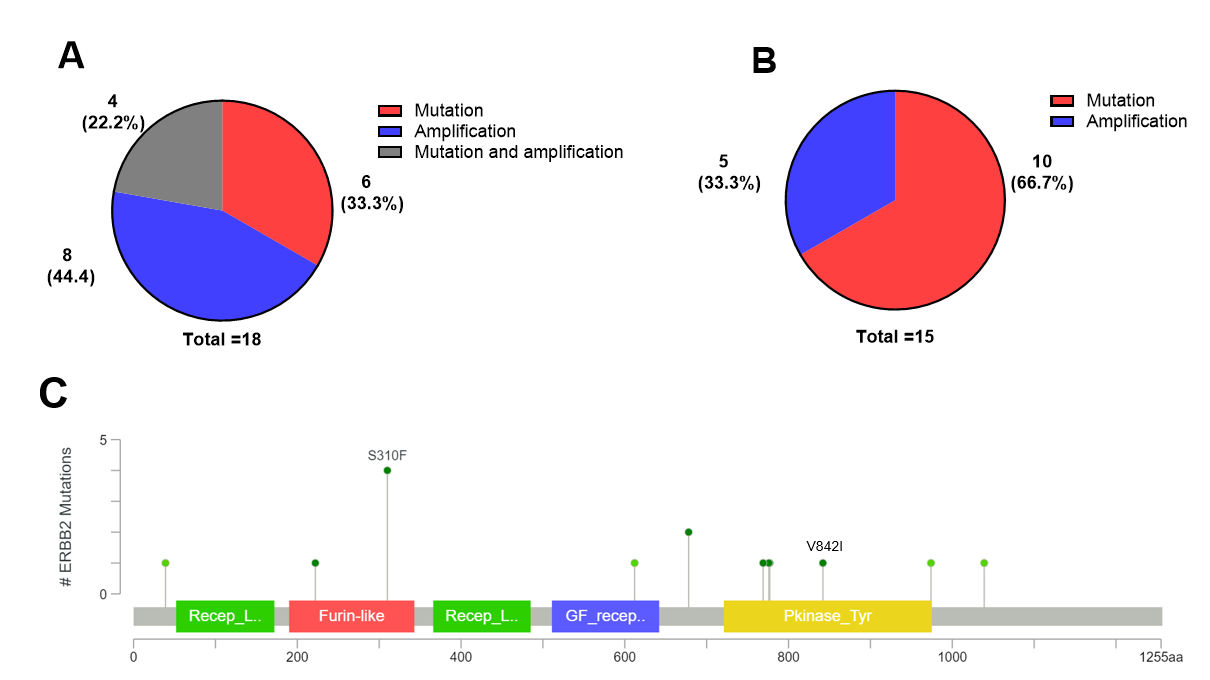 A
4
(22.2%)
6
(33.3%)
8
(44.4)
Total =18
Mutation
Amplification
Mutation and amplification
B
5
(33.3%)
10
(66.7%)
Total =15
Mutation
Amplification
C
# ERBB2 Mutations
5
0
S310F
V842I
Recep_L..
Furin-like
Recep_L..
GF_recep..
Pkinase_Tyr
0
200
400
600
800
1000
1255aa